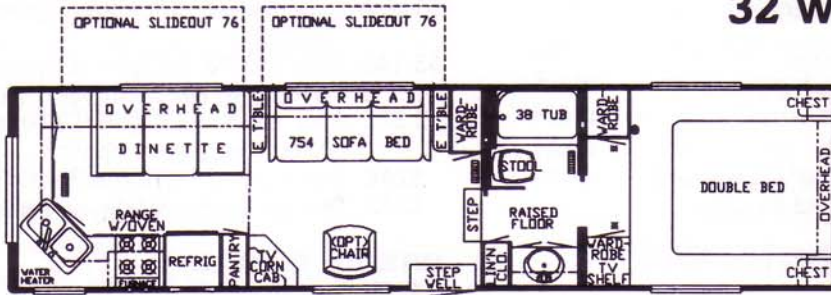 32 W
OPTIONAL SLIDEOUT 76
OPTIONAL SLIDEOUT 76
OVERHEAD
DINETTE
E T'BLE
OVERHEAD
754 SOFA BED
E T'BLE
WARD-
ROBE
38 TUB
WARD-
ROBE
CHEST
STOOL
DOUBLE BED
OVERHEAD
RANGE
W/OVEN
STEP
RAISED
FLOOR
WATER
HEATER
FURNACE
REFRIG
PANTRY
TV
CORN
CAB
(OPT)
CHAIR
STEP
WELL
LIN'N
CLO.
WARD-
ROBE
TV
SHELF
CHEST